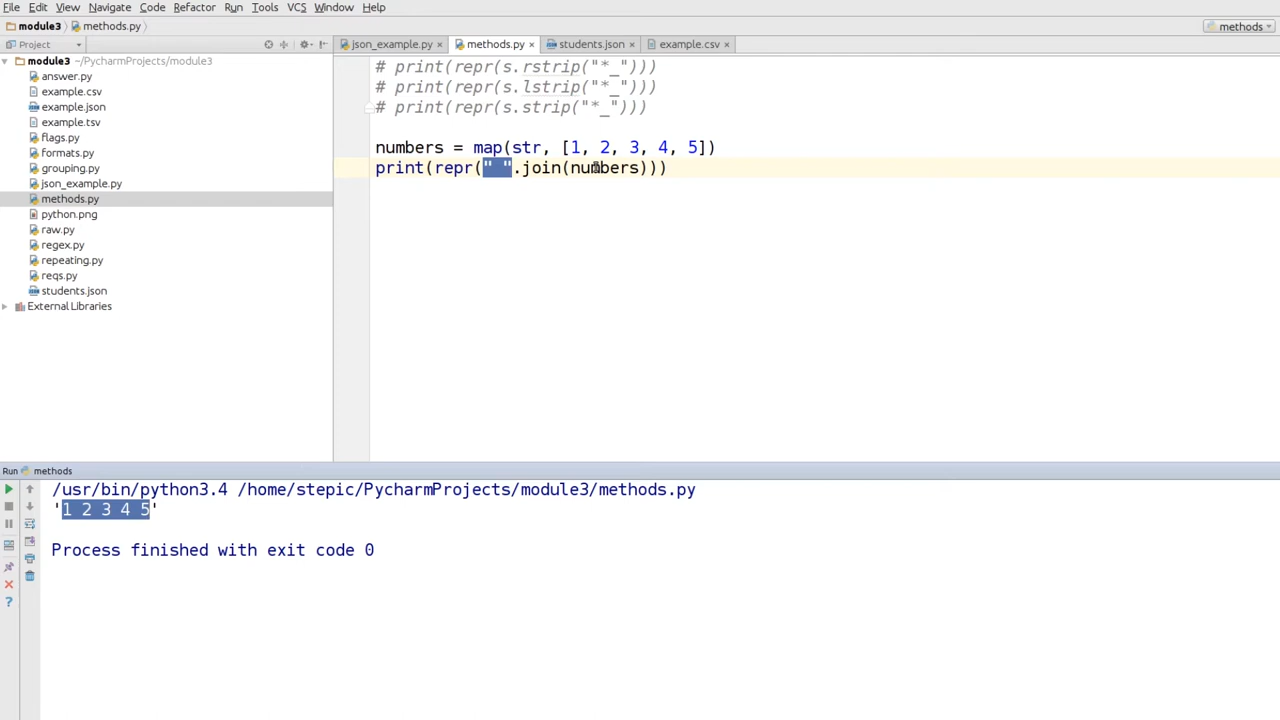 File Edit View Navigate Code Refactor Run Tools VCS Window Help
module3 methods.py methods
Project json_example.py methods.py students.json example.csv
module3 ~/PycharmProjects/module3
answer.py
example.csv
example.json
example.tsv
flags.py
formats.py
grouping.py
json_example.py
methods.py
python.png
raw.py
regex.py
repeating.py
reqs.py
students.json
External Libraries
# print(repr(s.rstrip("*_")))
# print(repr(s.lstrip("*_")))
# print(repr(s.strip("*_")))
numbers = map(str, [1, 2, 3, 4, 5])
print(repr(" ".join(numbers)))
Run methods
/usr/bin/python3.4 /home/stepic/PycharmProjects/module3/methods.py
'1 2 3 4 5'
Process finished with exit code 0